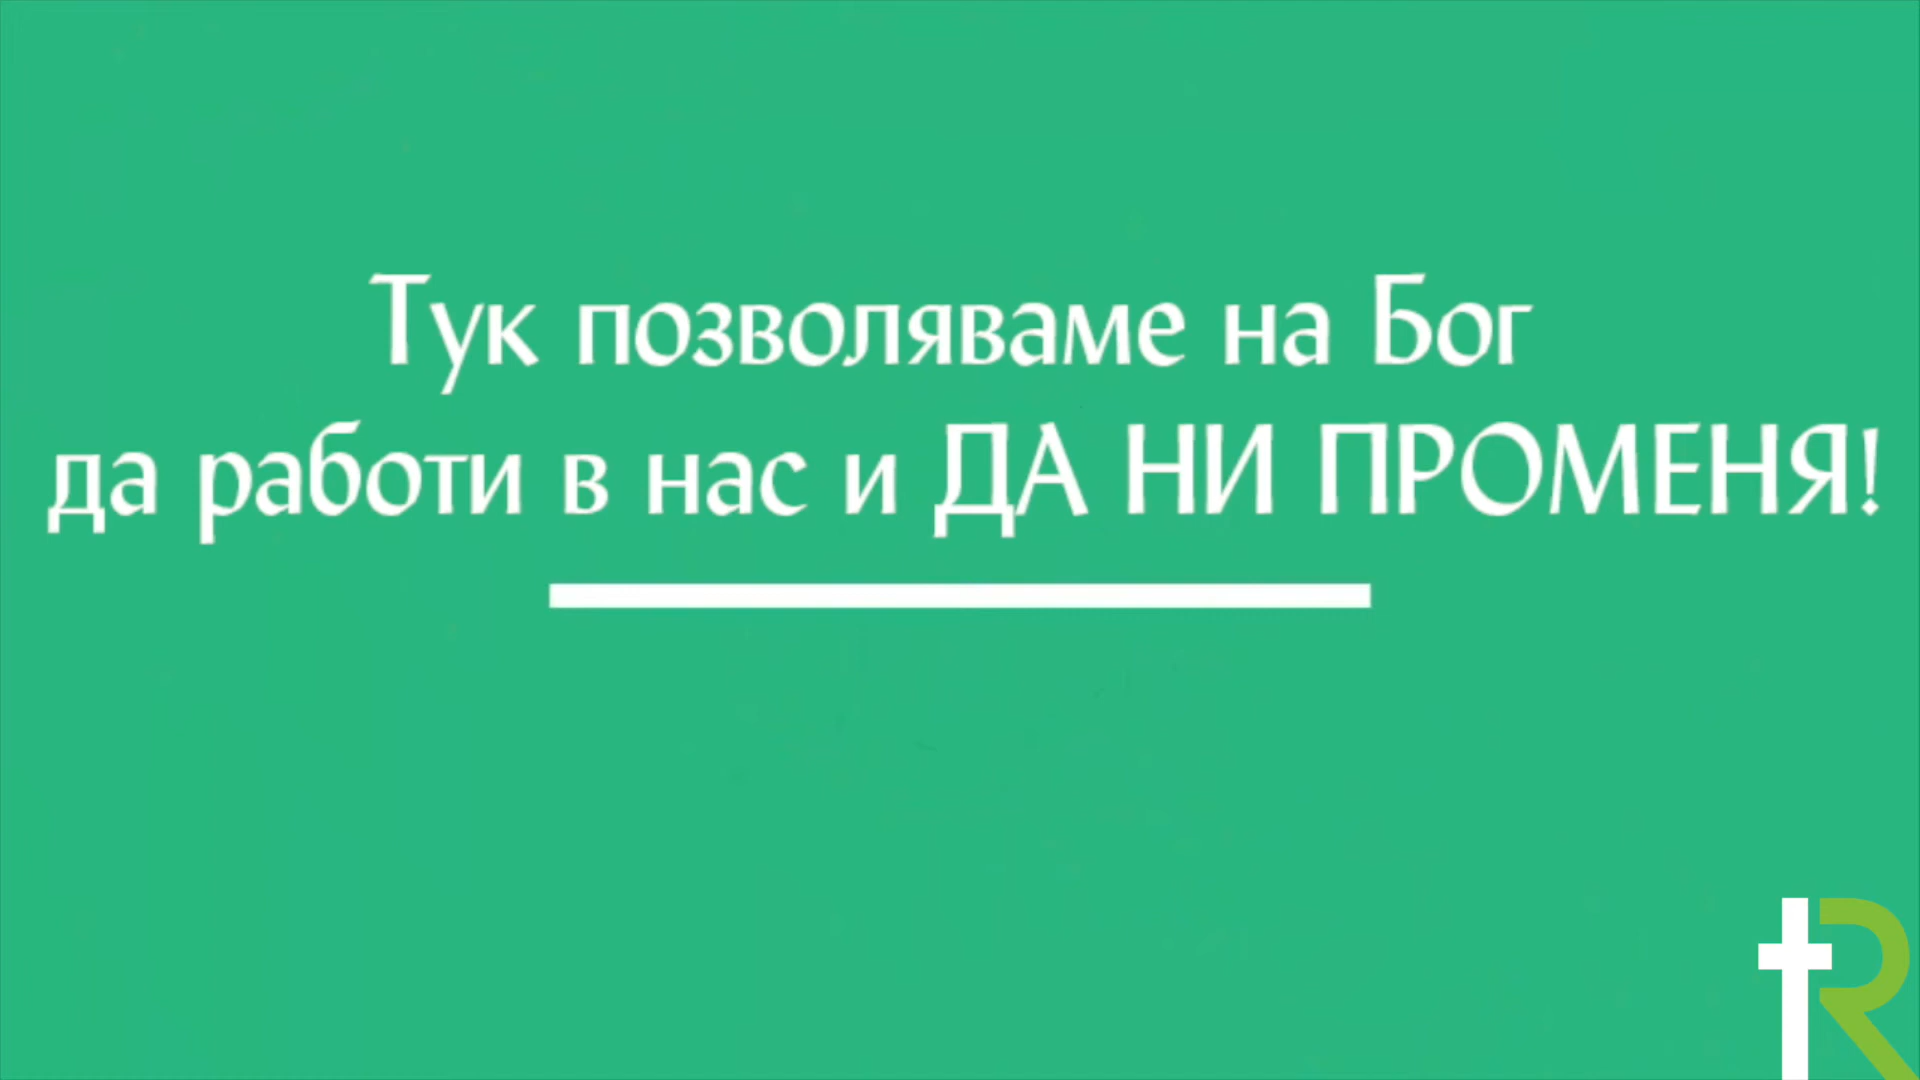 Тук позволяваме на Бог
да работи в нас и ДА НИ ПРОМЕНЯ!
R